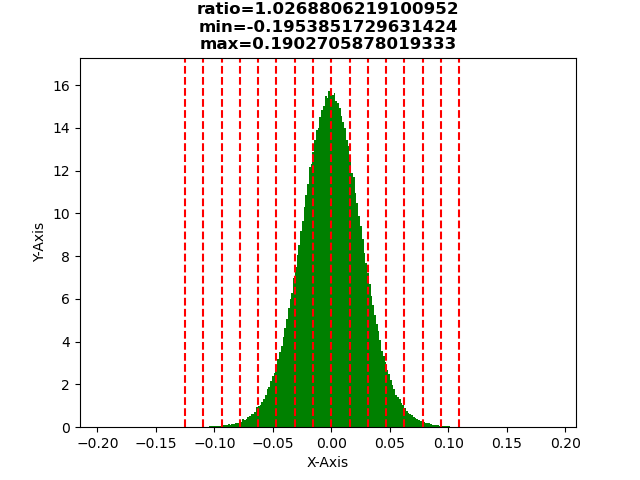 ratio=1.0268806219100952
min=-0.1953851729631424
max=0.1902705878019333
16
14
12
10
8
6
4
2
0
Y-Axis
−0.20 −0.15 −0.10 −0.05 0.00 0.05 0.10 0.15 0.20
X-Axis